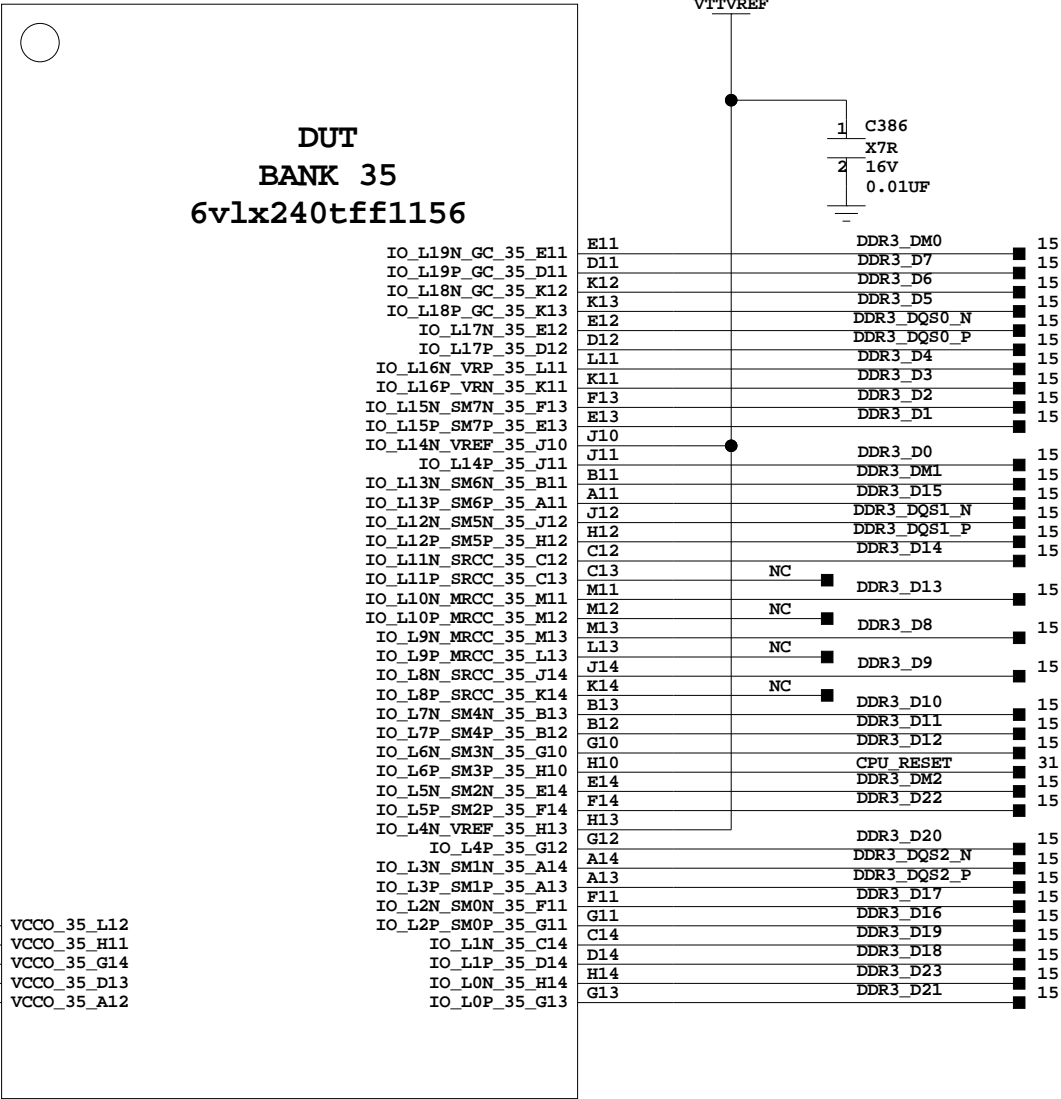 VTTVREF
1 C386
X7R
2 16V
0.01UF
DUT
BANK 35
6vlx240tff1156
IO_L19N_GC_35_E11 E11 DDR3_DM0 15
IO_L19P_GC_35_D11 D11 DDR3_D7 15
IO_L18N_GC_35_K12 K12 DDR3_D6 15
IO_L18P_GC_35_K13 K13 DDR3_D5 15
IO_L17N_35_E12 E12 DDR3_DQS0_N 15
IO_L17P_35_D12 D12 DDR3_DQS0_P 15
IO_L16N_VRP_35_L11 L11 DDR3_D4 15
IO_L16P_VRN_35_K11 K11 DDR3_D3 15
IO_L15N_SM7N_35_F13 F13 DDR3_D2 15
IO_L15P_SM7P_35_E13 E13 DDR3_D1 15
IO_L14N_VREF_35_J10 J10
IO_L14P_35_J11 J11 DDR3_D0 15
IO_L13N_SM6N_35_B11 B11 DDR3_DM1 15
IO_L13P_SM6P_35_A11 A11 DDR3_D15 15
IO_L12N_SM5N_35_J12 J12 DDR3_DQS1_N 15
IO_L12P_SM5P_35_H12 H12 DDR3_DQS1_P 15
IO_L11N_SRCC_35_C12 C12 DDR3_D14 15
IO_L11P_SRCC_35_C13 C13 NC
IO_L10N_MRCC_35_M11 M11 DDR3_D13 15
IO_L10P_MRCC_35_M12 M12 NC
IO_L9N_MRCC_35_M13 M13 DDR3_D8 15
IO_L9P_MRCC_35_L13 L13 NC
IO_L8N_SRCC_35_J14 J14 DDR3_D9 15
IO_L8P_SRCC_35_K14 K14 NC
IO_L7N_SM4N_35_B13 B13 DDR3_D10 15
IO_L7P_SM4P_35_B12 B12 DDR3_D11 15
IO_L6N_SM3N_35_G10 G10 DDR3_D12 15
IO_L6P_SM3P_35_H10 H10 CPU_RESET 31
IO_L5N_SM2N_35_E14 E14 DDR3_DM2 15
IO_L5P_SM2P_35_F14 F14 DDR3_D22 15
IO_L4N_VREF_35_H13 H13
IO_L4P_35_G12 G12 DDR3_D20 15
IO_L3N_SM1N_35_A14 A14 DDR3_DQS2_N 15
IO_L3P_SM1P_35_A13 A13 DDR3_DQS2_P 15
IO_L2N_SM0N_35_F11 F11 DDR3_D17 15
VCCO_35_L12 IO_L2P_SM0P_35_G11 G11 DDR3_D16 15
VCCO_35_H11 IO_L1N_35_C14 C14 DDR3_D19 15
VCCO_35_G14 IO_L1P_35_D14 D14 DDR3_D18 15
VCCO_35_D13 IO_L0N_35_H14 H14 DDR3_D23 15
VCCO_35_A12 IO_L0P_35_G13 G13 DDR3_D21 15